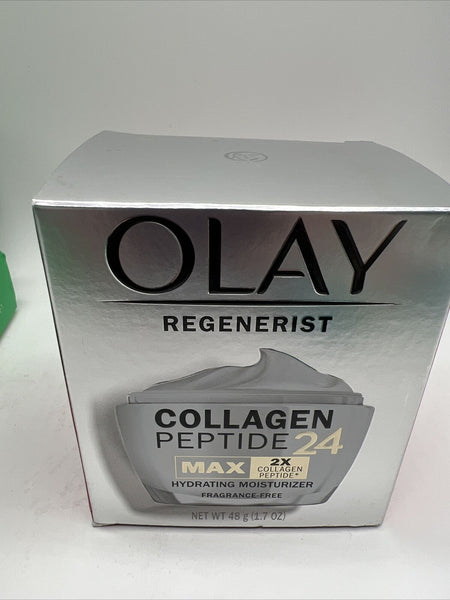 OLAY
REGENERIST
COLLAGEN
PEPTIDE 24
MAX
2X
COLLAGEN
PEPTIDE*
HYDRATING MOISTURIZER
FRAGRANCE-FREE
NET WT 48 g (1.7 OZ)